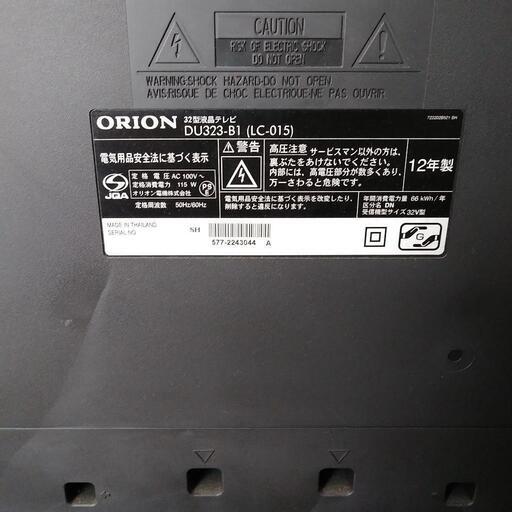 CAUTION
RISK OF ELECTRIC SHOCK
DO NOT OPEN
WARNING:SHOCK HAZARD-DO NOT OPEN.
AVIS:RISQUE DE CHOC ELECTRIQUE-NE PAS OUVRIR.
ORION 32型液晶テレビ
DU323-B1 (LC-015)
電気用品安全法に基づく表示
JQA
定格電圧 AC 100V~
定格消費電力 115 W
オリオン電機株式会社
定格周波数 50Hz/60Hz
PS
E
⚠警告
高圧注意 サービスマン以外の方は、
裏ぶたをあけないでください。
内部には、高電圧部分が数多くあり、
万一さわると危険です。
電気用品安全法に基づく表示を改変したり、
削除すると違反になります。
12年製
年間消費電力量 66 kWh/年
区分名 DN
受信機型サイズ 32V型
MADE IN THAILAND
SERIAL NO.
SH
577-2243044 A
G